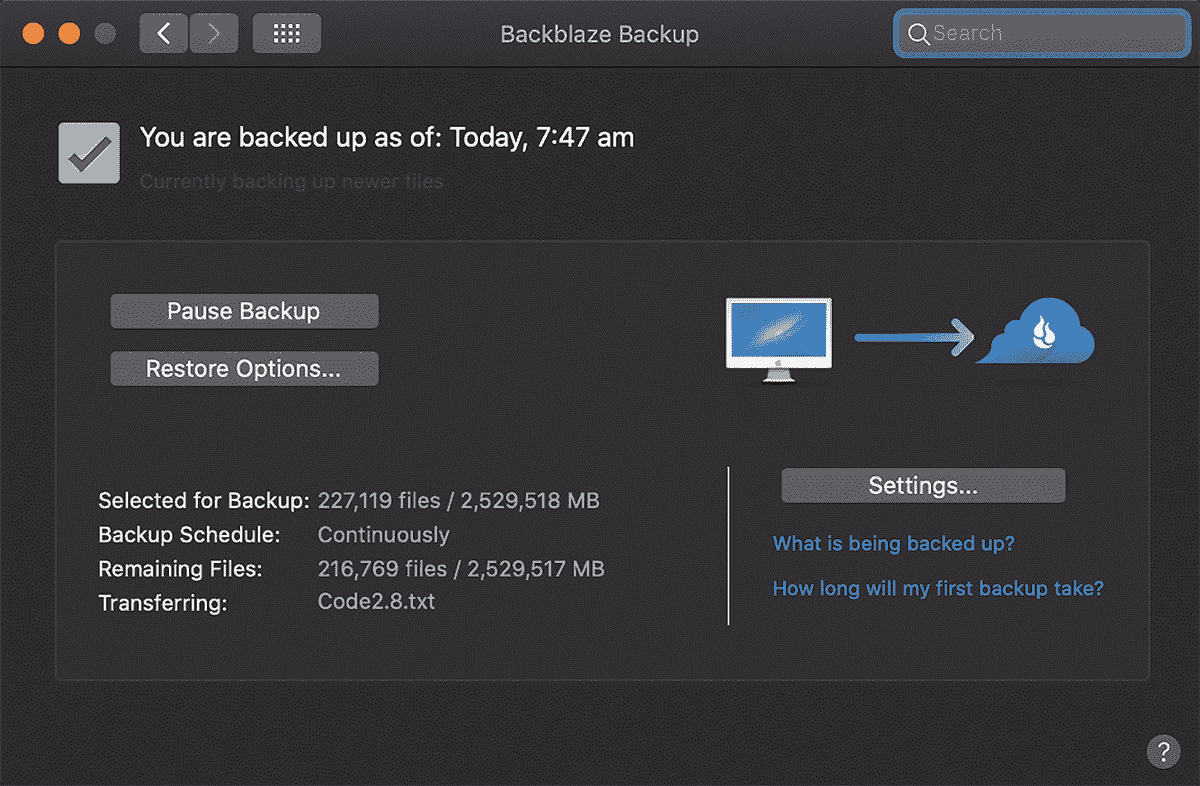 Backblaze Backup
Search
You are backed up as of: Today, 7:47 am
Currently backing up newer files
Pause Backup
Restore Options...
Selected for Backup: 227,119 files / 2,529,518 MB
Backup Schedule: Continuously
Remaining Files: 216,769 files / 2,529,517 MB
Transferring: Code2.8.txt
Settings...
What is being backed up?
How long will my first backup take?
?